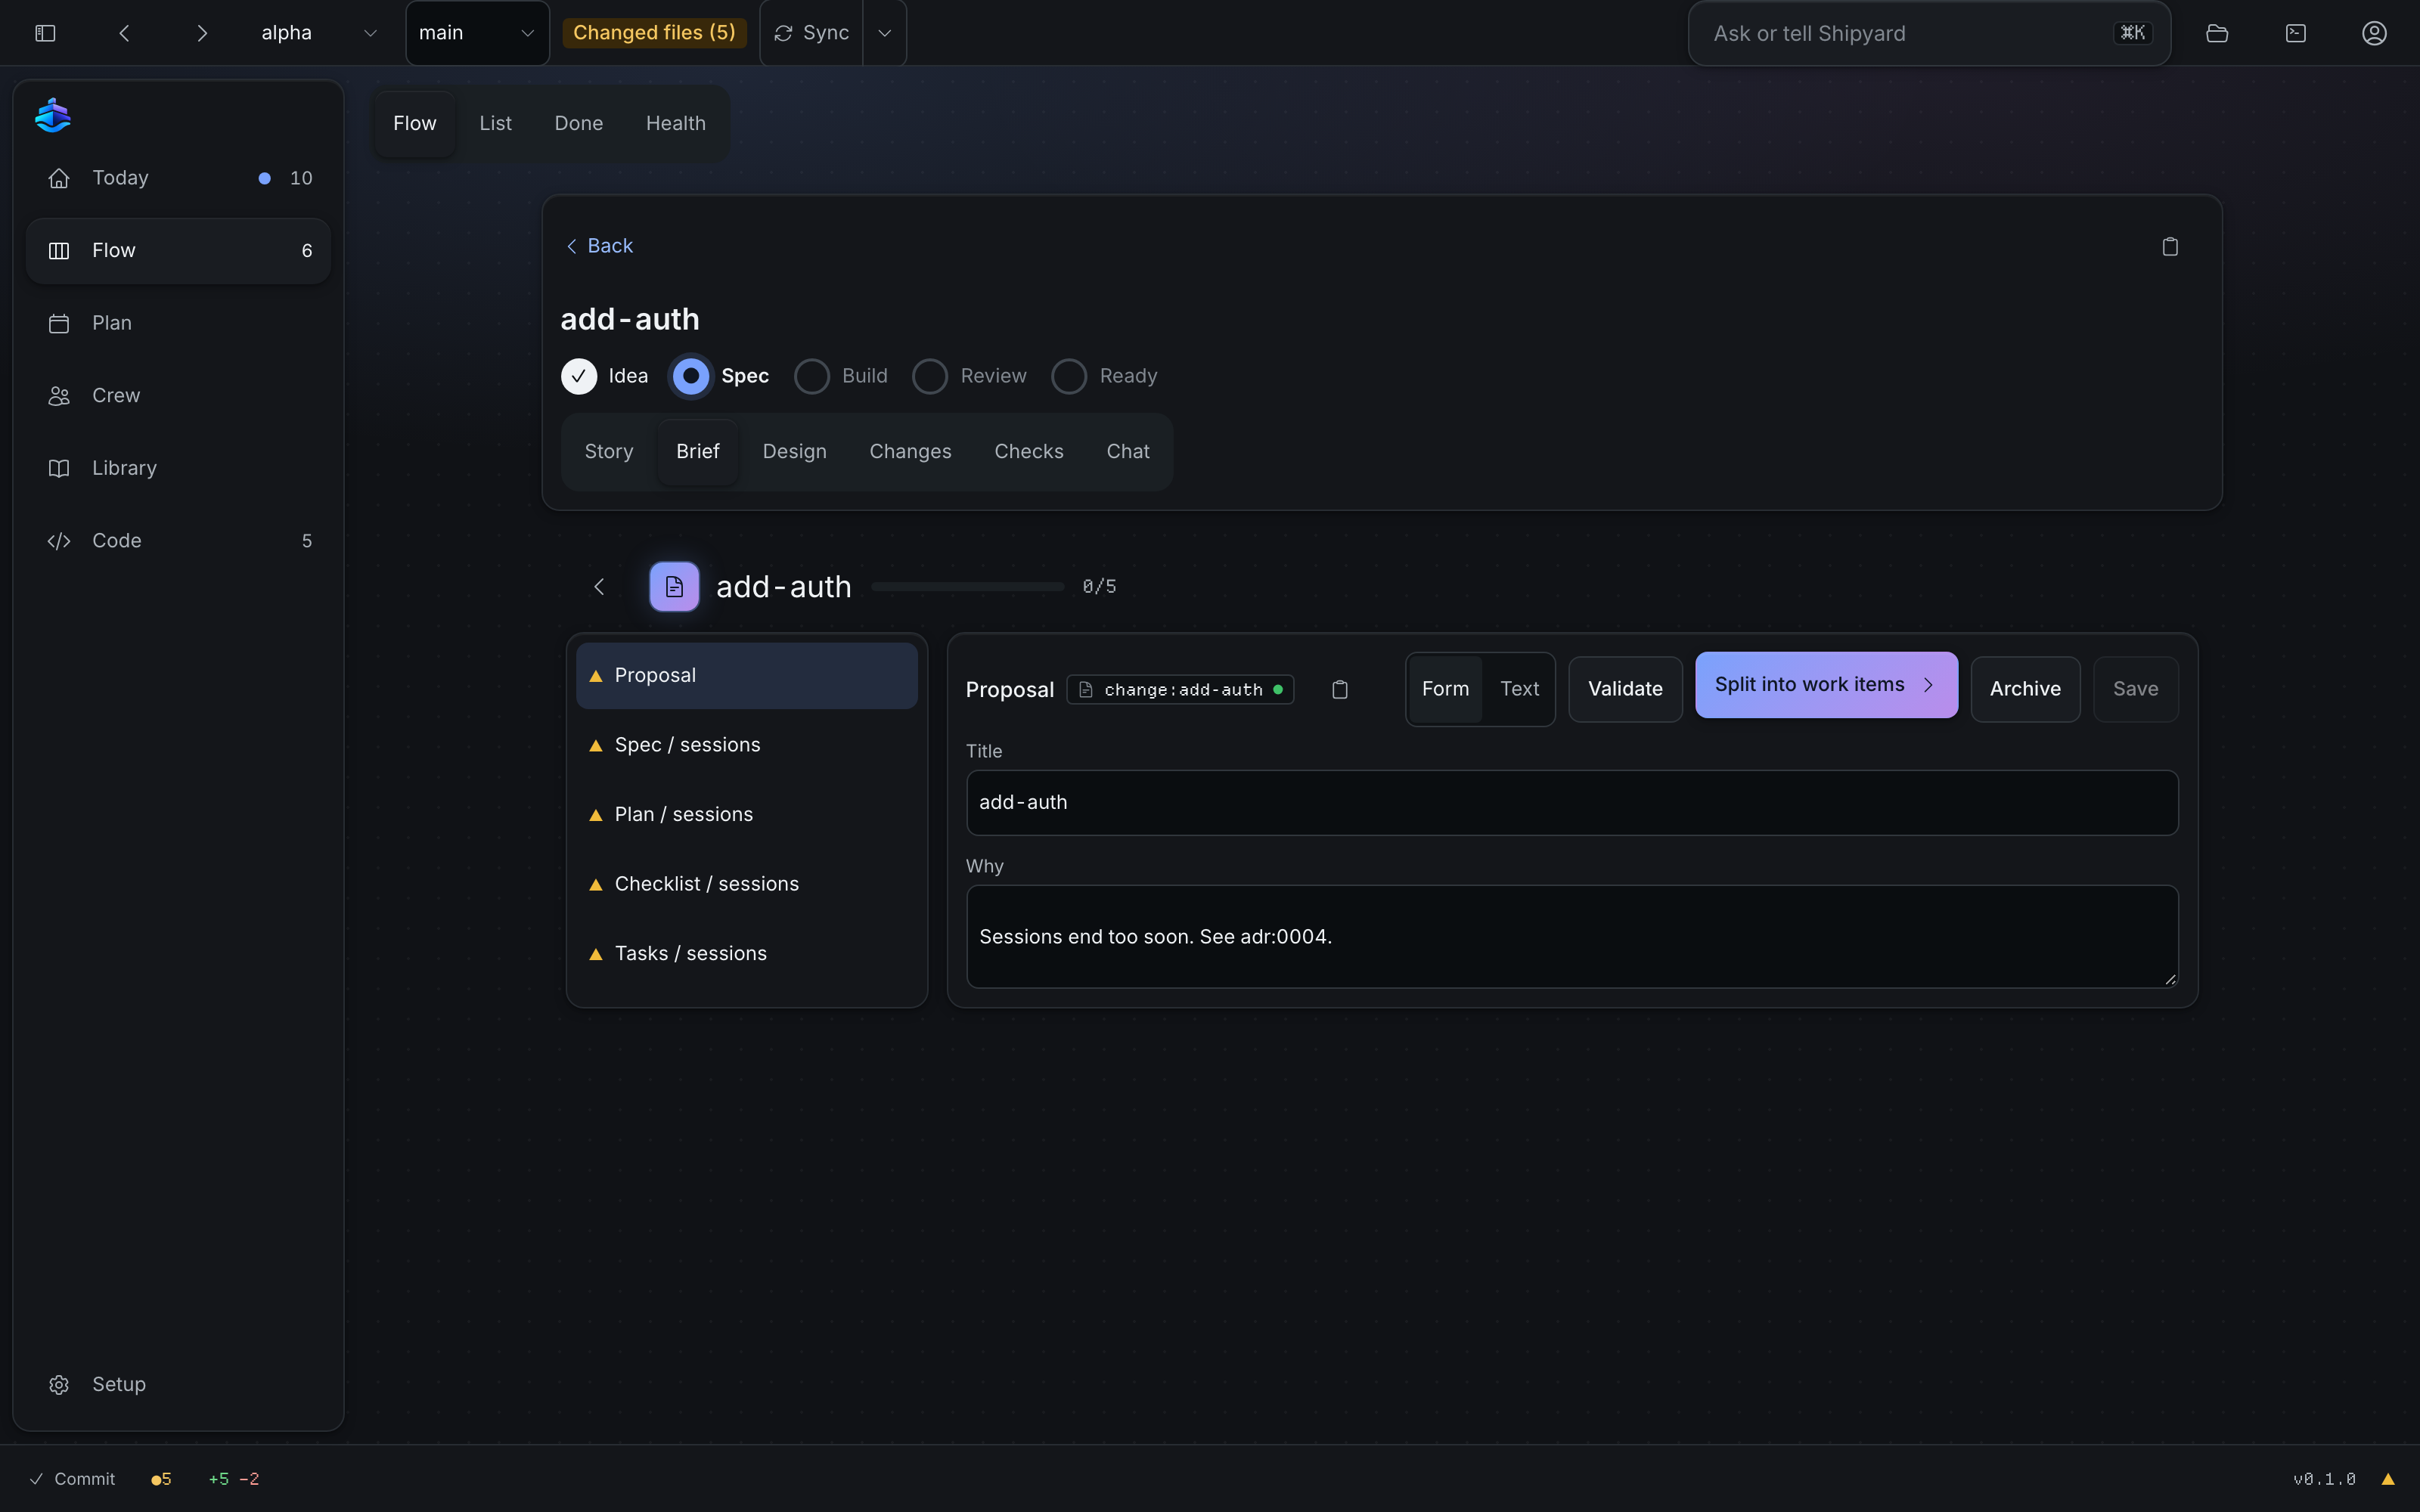 alpha
main
Changed files (5)
Sync
Ask or tell Shipyard
⌘K
Flow
List
Done
Health
Today
10
Flow
6
Plan
Crew
Library
Code
5
Setup
Back
add-auth
Idea
Spec
Build
Review
Ready
Story
Brief
Design
Changes
Checks
Chat
add-auth
0/5
Proposal
Spec / sessions
Plan / sessions
Checklist / sessions
Tasks / sessions
Proposal
change:add-auth
Form
Text
Validate
Split into work items
Archive
Save
Title
add-auth
Why
Sessions end too soon. See adr:0004.
Commit
5
+5 -2
v0.1.0